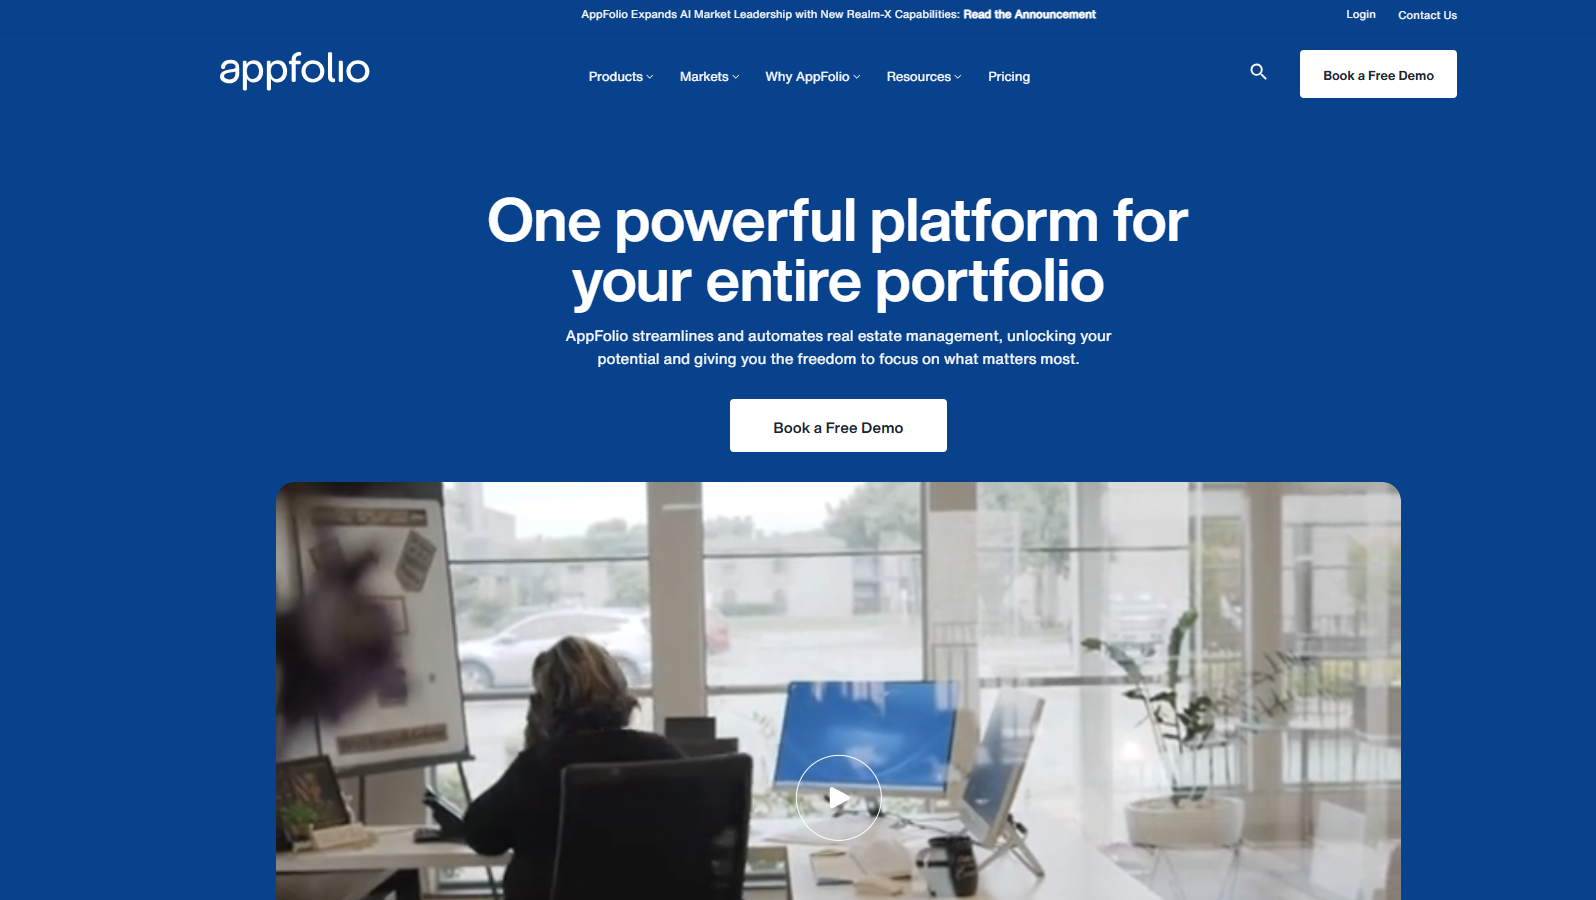 AppFolio Expands AI Market Leadership with New Realm-X Capabilities: Read the Announcement
Login
Contact Us
appfolio
Products
Markets
Why AppFolio
Resources
Pricing
Book a Free Demo
One powerful platform for
your entire portfolio
AppFolio streamlines and automates real estate management, unlocking your
potential and giving you the freedom to focus on what matters most.
Book a Free Demo